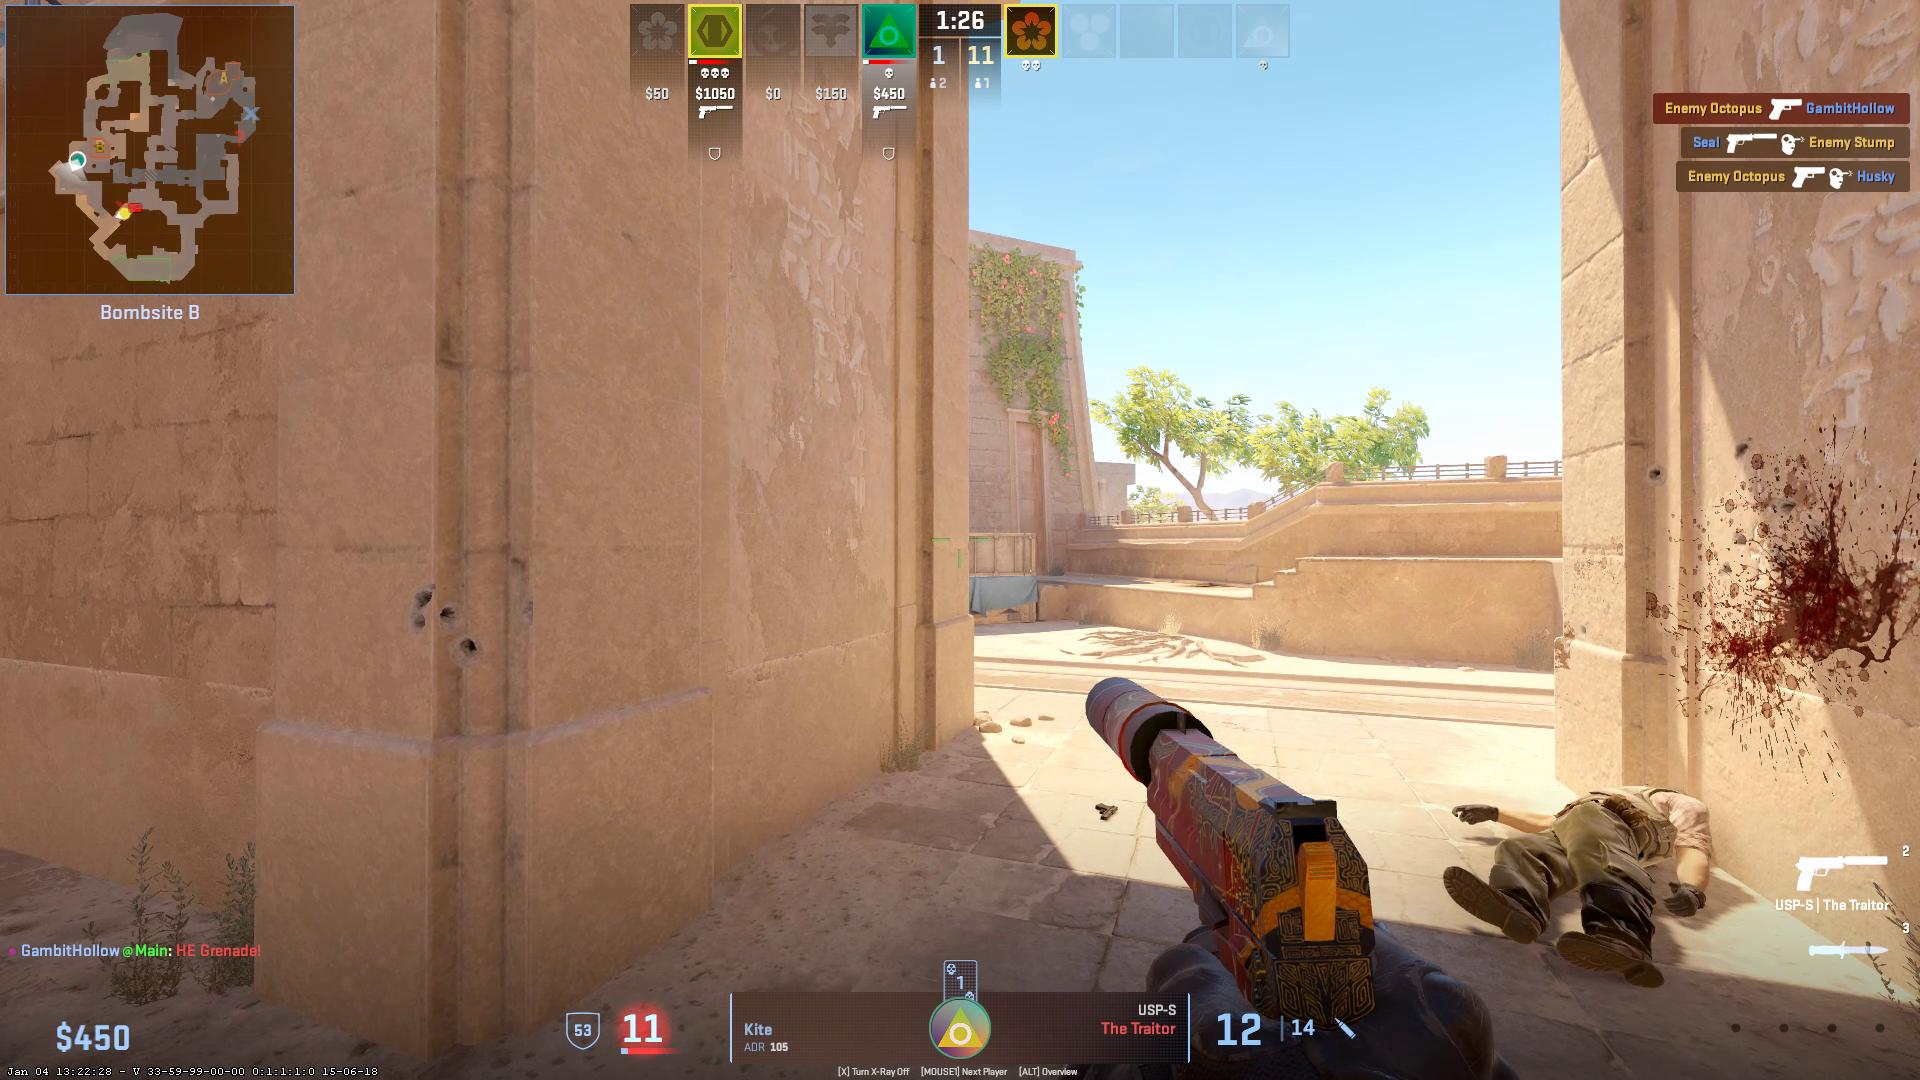 1:26
1 11
2 1
$50 $1050 $0 $150 $450
A
B
Bombsite B
Enemy Octopus GambitHollow
Seal Enemy Stump
Enemy Octopus Husky
GambitHollow@Main: HE Grenade!
$450
53 11
1
Kite
ADR 105
USP-S
The Traitor
12 14
2
USP-S | The Traitor
3
[X] Turn X-Ray Off [MOUSE1] Next Player [ALT] Overview
Jan 04 13:22:28 - V 33-59-99-00-00 0:1:1:1:0 15-06-18